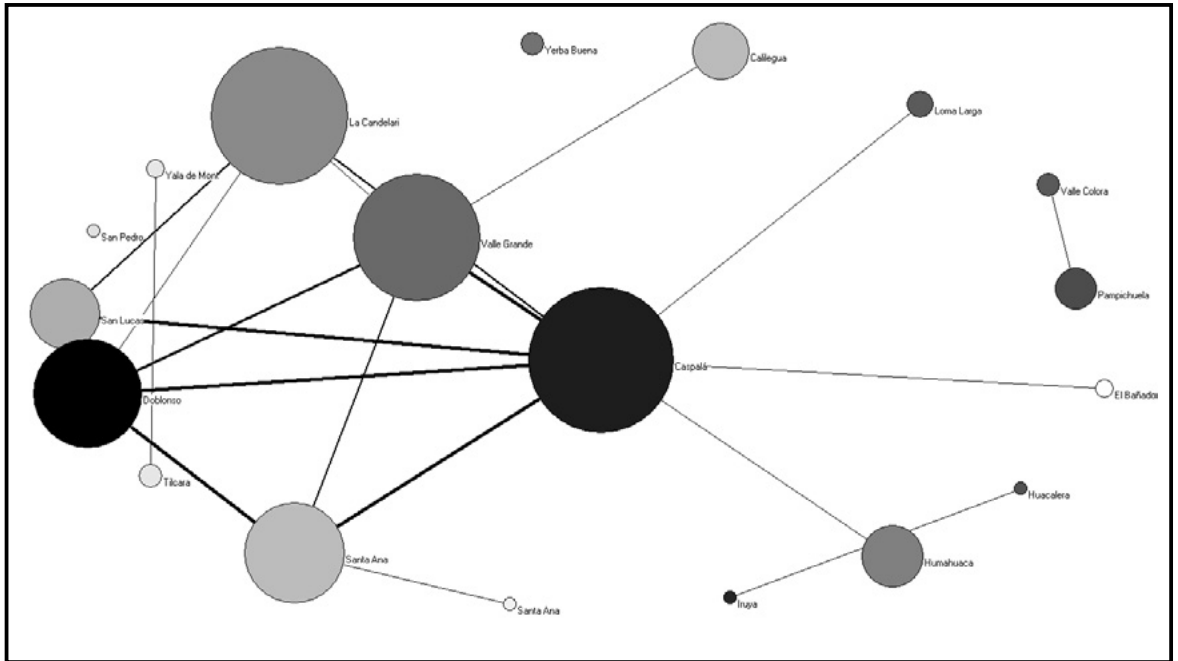 Yerba Buena
Calilegua
La Candelari
Loma Larga
Yala de Mont
Valle Colora
San Pedro
Valle Grande
Pampichuela
San Lucas
Caspalá
El Bañador
Doblonso
Tilcara
Huacalera
Santa Ana
Humahuaca
Iruya
Santa Ana